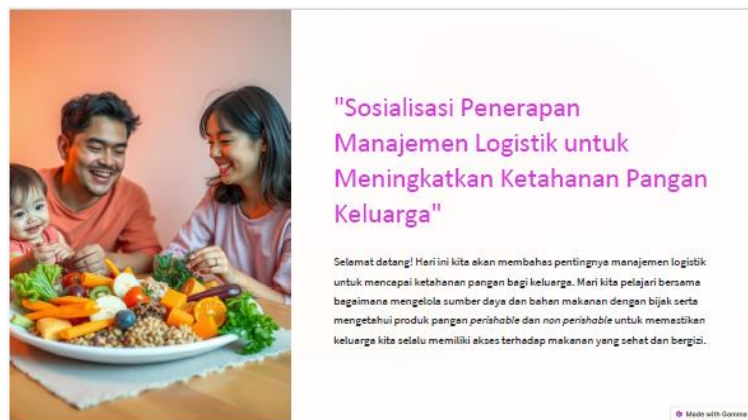 "Sosialisasi Penerapan
Manajemen Logistik untuk
Meningkatkan Ketahanan Pangan
Keluarga"
Selamat datang! Hari ini kita akan membahas pentingnya manajemen logistik
untuk mencapai ketahanan pangan bagi keluarga. Mari kita pelajari bersama
bagaimana mengelola sumber daya dan bahan makanan dengan bijak serta
mengetahui produk pangan perishable dan non perishable untuk memastikan
keluarga kita selalu memiliki akses terhadap makanan yang sehat dan bergizi.
Made with Gamma